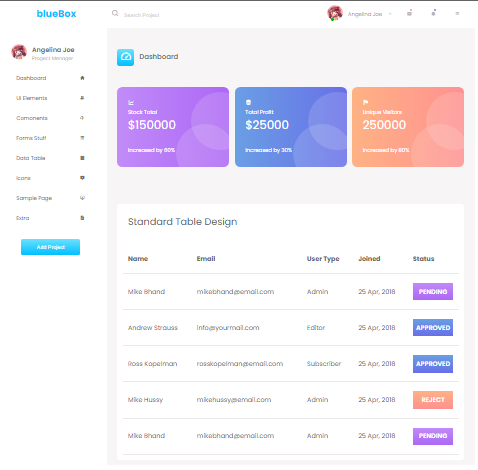 blueBox
Search Project
Angelina Joe
Angelina Joe
Project Manager
Dashboard
UI Elements
Comonents
Forms Stuff
Data Table
Icons
Sample Page
Extra
Add Project
Dashboard
Stock Total
$150000
Increased by 60%
Total Profit
$25000
Increased by 30%
Unique Visitors
250000
Increased by 80%
Standard Table Design
Name Email User Type Joined Status
Mike Bhand mikebhand@email.com Admin 25 Apr, 2018 PENDING
Andrew Strauss info@yourmail.com Editor 25 Apr, 2018 APPROVED
Ross Kopelman rosskopelman@email.com Subscriber 25 Apr, 2018 APPROVED
Mike Hussy mikehussy@email.com Admin 25 Apr, 2018 REJECT
Mike Bhand mikebhand@email.com Admin 25 Apr, 2018 PENDING